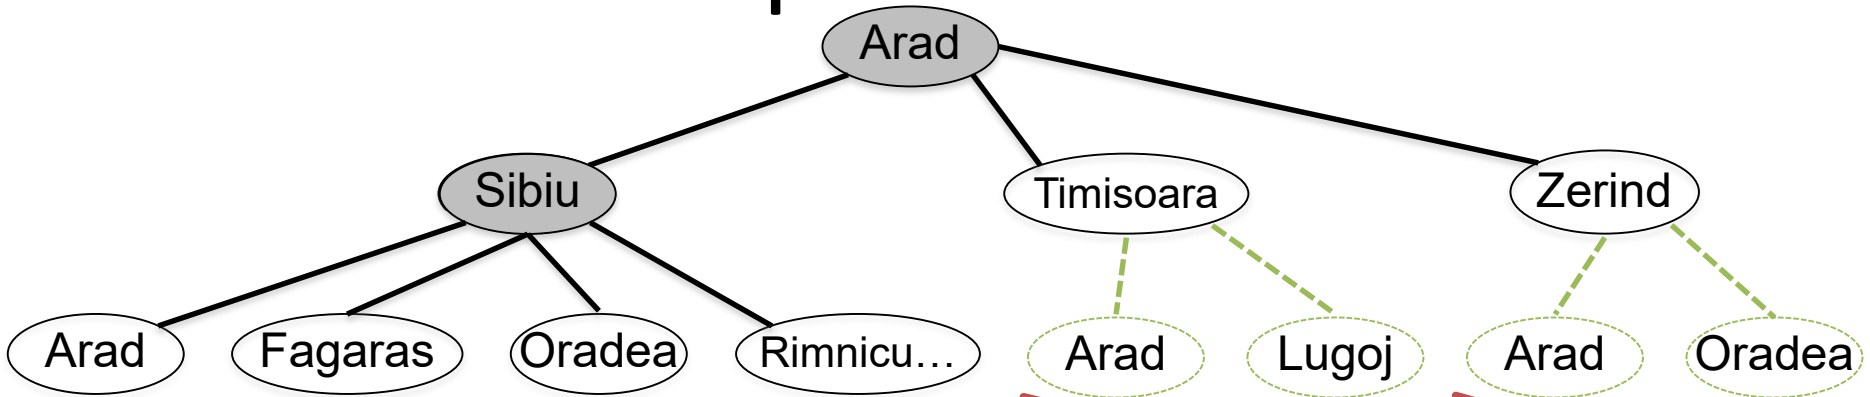 Arad
Sibiu
Timisoara
Zerind
Arad
Fagaras
Oradea
Rimnicu…
Arad
Lugoj
Arad
Oradea